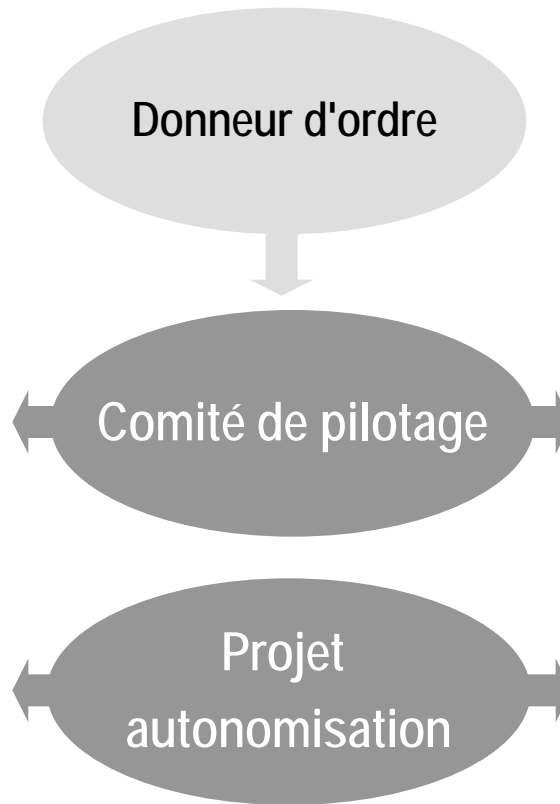 Donneur d'ordre
Comité de pilotage
Projet
autonomisation